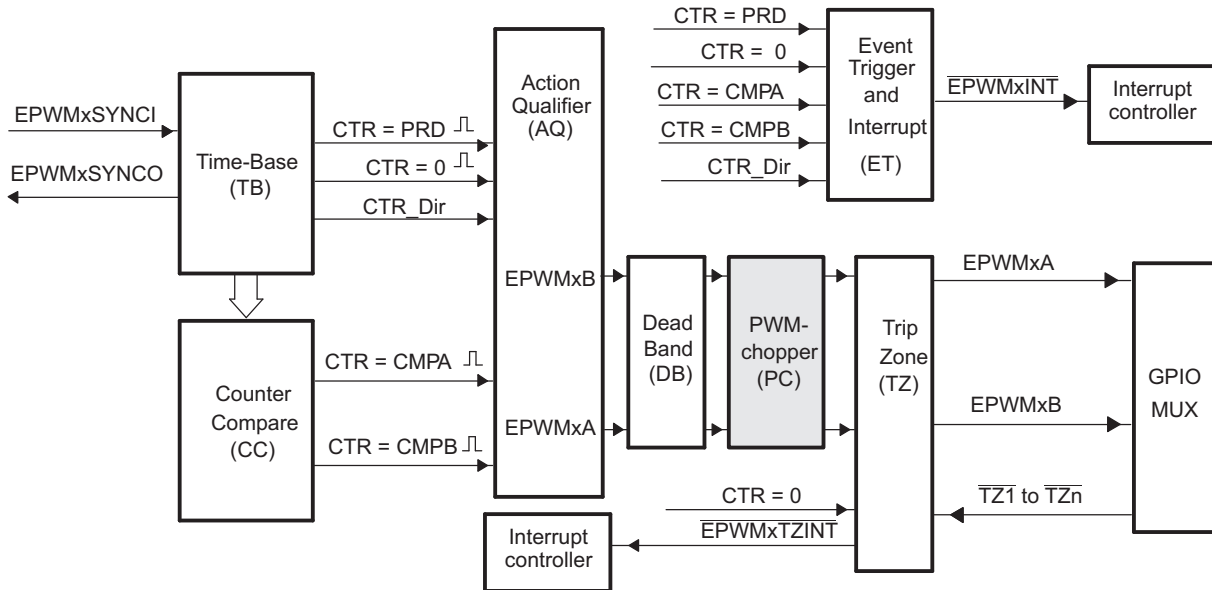 EPWMxSYNCI
EPWMxSYNCO
Time-Base
(TB)
CTR = PRD
CTR = 0
CTR_Dir
Counter
Compare
(CC)
CTR = CMPA
CTR = CMPB
Action
Qualifier
(AQ)
EPWMxB
EPWMxA
CTR = PRD
CTR = 0
CTR = CMPA
CTR = CMPB
CTR_Dir
Event
Trigger
and
Interrupt
(ET)
EPWMxINT
Interrupt
controller
Dead
Band
(DB)
PWM-
chopper
(PC)
Trip
Zone
(TZ)
EPWMxA
EPWMxB
TZ1 to TZn
GPIO
MUX
CTR = 0
EPWMxTZINT
Interrupt
controller